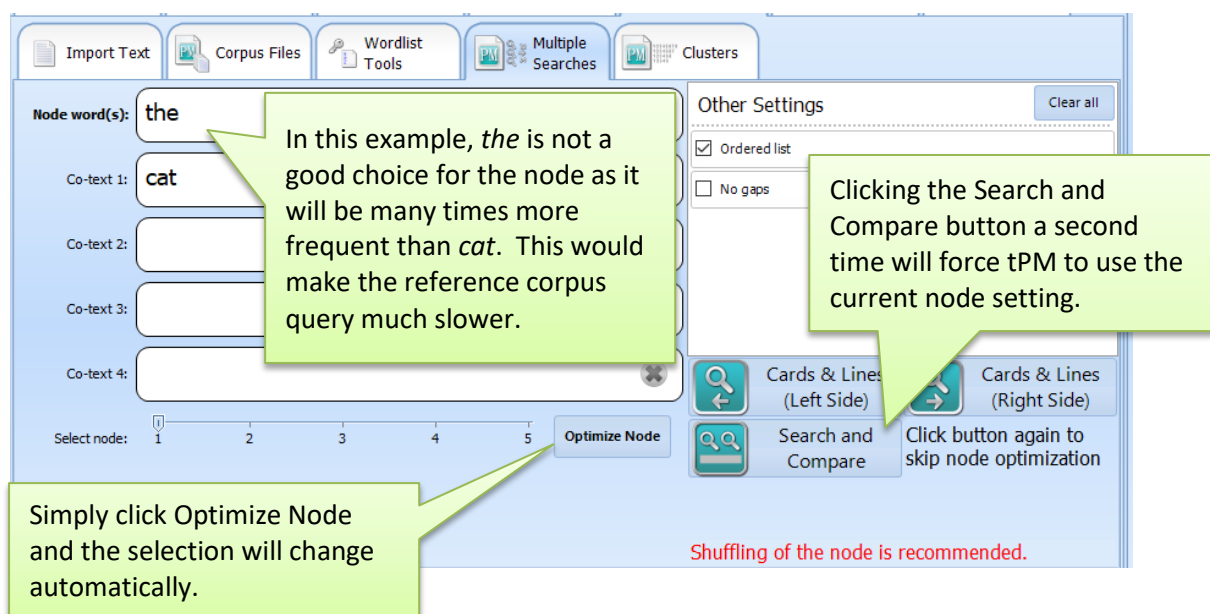 Import Text
Corpus Files
Wordlist
Tools
Multiple
Searches
Clusters
Node word(s): the
Co-text 1: cat
Co-text 2:
Co-text 3:
Co-text 4:
In this example, the is not a
good choice for the node as it
will be many times more
frequent than cat. This would
make the reference corpus
query much slower.
Other Settings
Clear all
Ordered list
No gaps
Clicking the Search and
Compare button a second
time will force tPM to use the
current node setting.
Select node: 1 2 3 4 5
Optimize Node
Cards & Lines
(Left Side)
Cards & Lines
(Right Side)
Search and
Compare
Click button again to
skip node optimization
Simply click Optimize Node
and the selection will change
automatically.
Shuffling of the node is recommended.